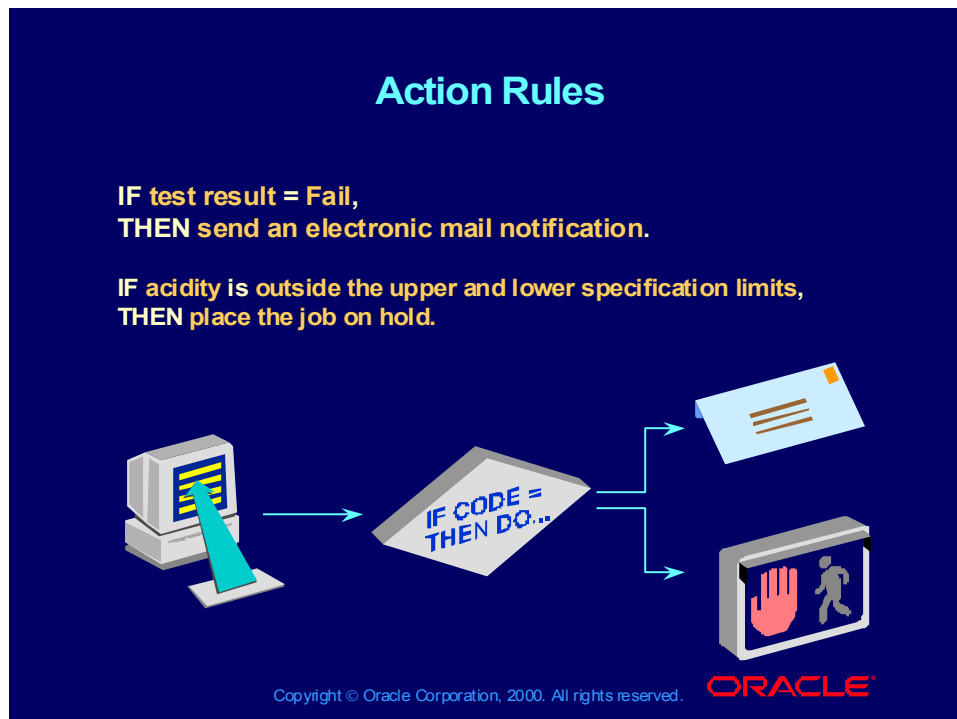 Action Rules
IF test result = Fail,
THEN send an electronic mail notification.
IF acidity is outside the upper and lower specification limits,
THEN place the job on hold.
IF CODE =
THEN DO...
Copyright © Oracle Corporation, 2000. All rights reserved.
ORACLE®